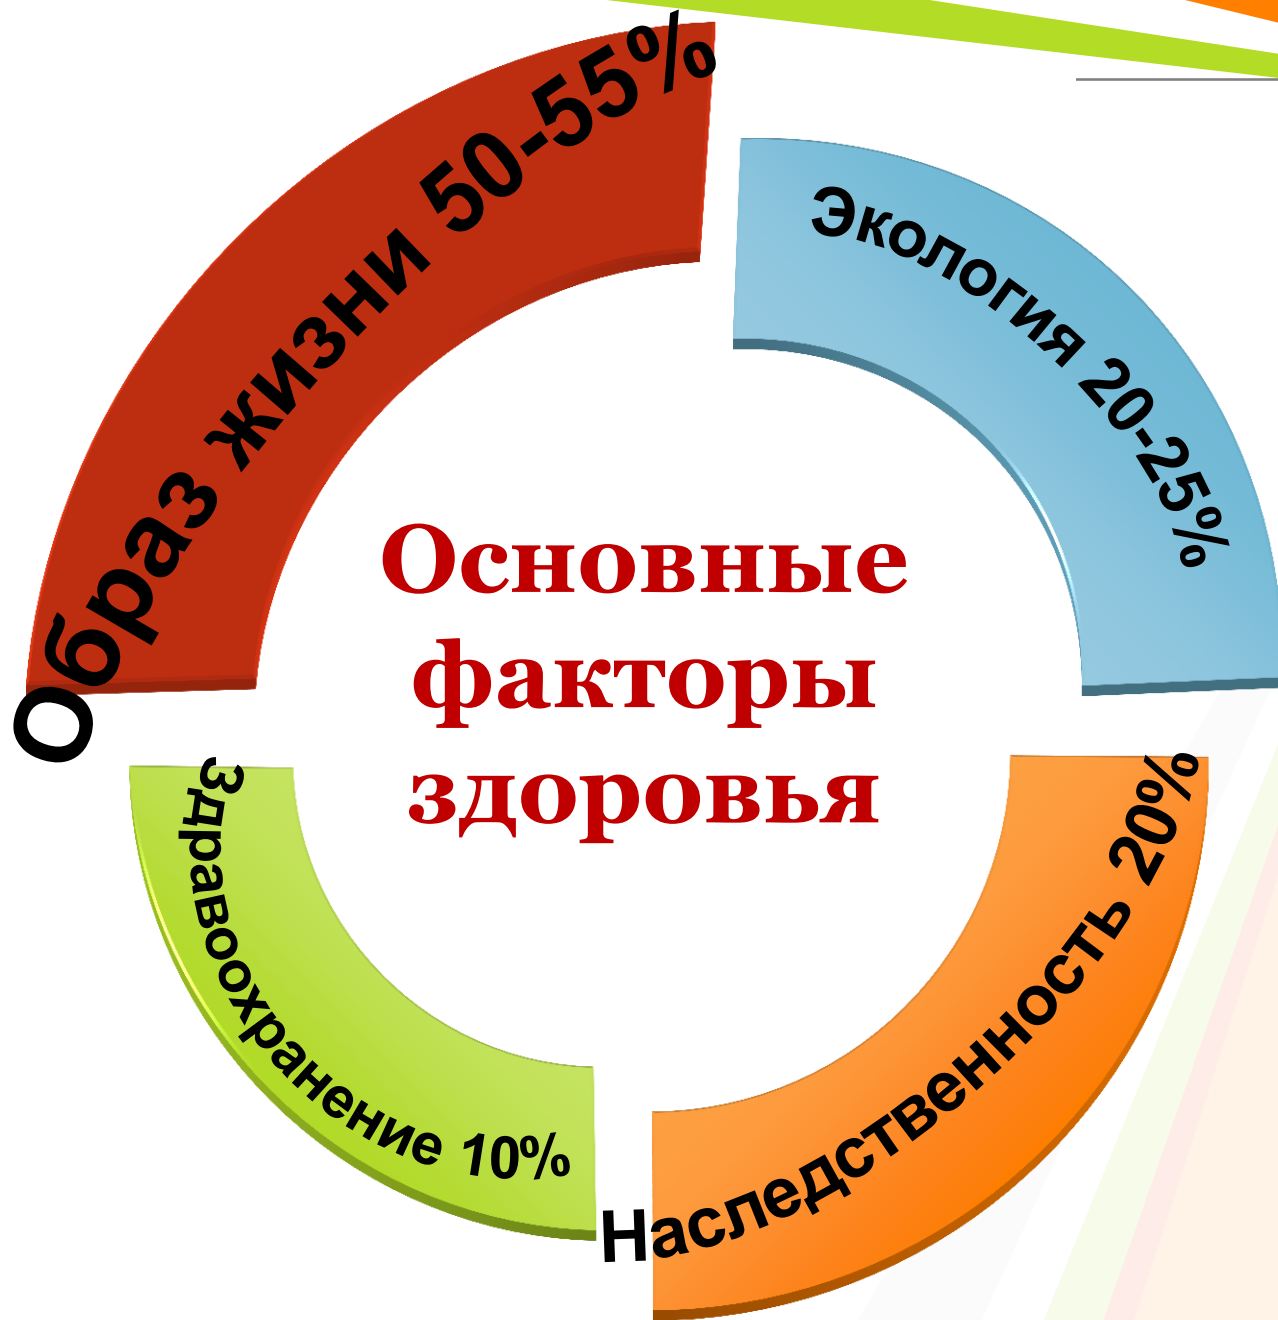 Образ жизни 50-55%
Экология 20-25%
Основные
факторы
здоровья
Здравоохранение 10%
Наследственность 20%